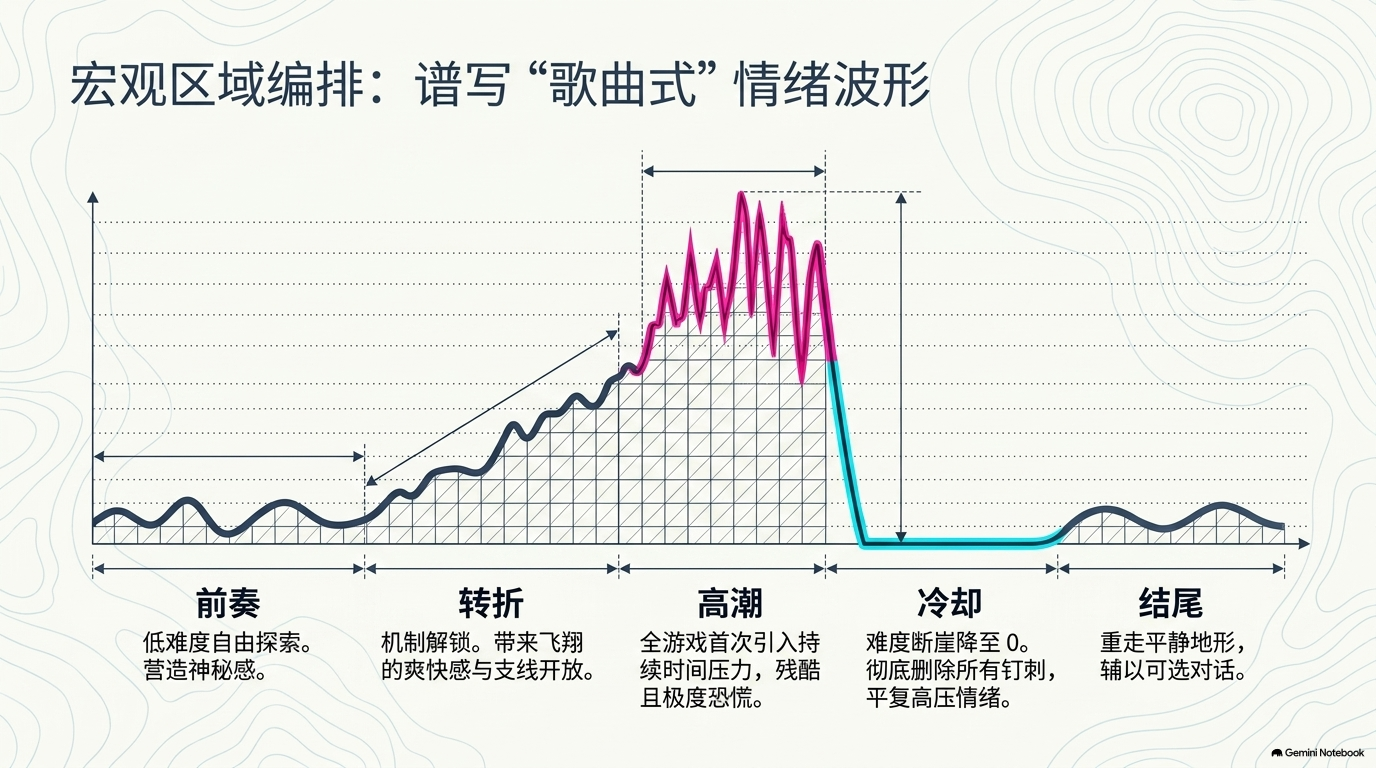 宏观区域编排：谱写“歌曲式”情绪波形
前奏
低难度自由探索。
营造神秘感。
转折
机制解锁。带来飞翔
的爽快感与支线开放。
高潮
全游戏首次引入持
续时间压力，残酷
且极度恐慌。
冷却
难度断崖降至 0。
彻底删除所有钉刺，
平复高压情绪。
结尾
重走平静地形，
辅以可选对话。
Gemini Notebook